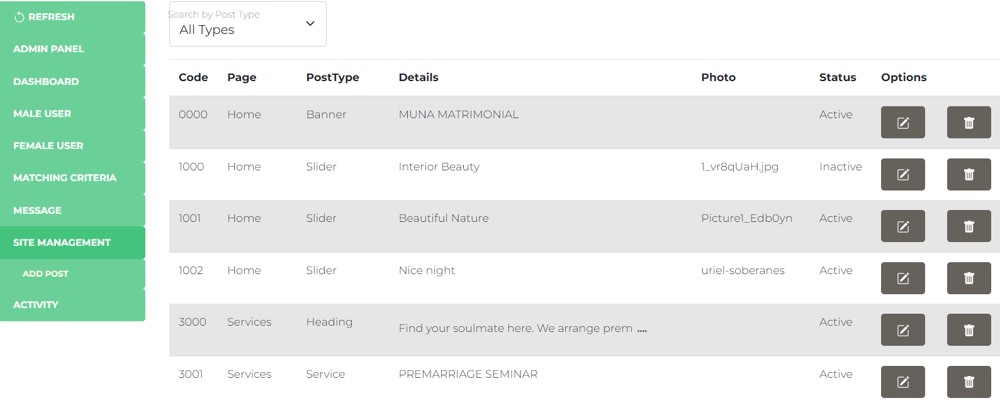 REFRESH
ADMIN PANEL
DASHBOARD
MALE USER
FEMALE USER
MATCHING CRITERIA
MESSAGE
SITE MANAGEMENT
ADD POST
ACTIVITY
Search by Post Type
All Types
Code Page PostType Details Photo Status Options
0000 Home Banner MUNA MATRIMONIAL Active
1000 Home Slider Interior Beauty 1_vr8qUaH.jpg Inactive
1001 Home Slider Beautiful Nature Picture1_Edb0yn Active
1002 Home Slider Nice night uriel-soberanes Active
3000 Services Heading Find your soulmate here. We arrange prem .... Active
3001 Services Service PREMARRIAGE SEMINAR Active